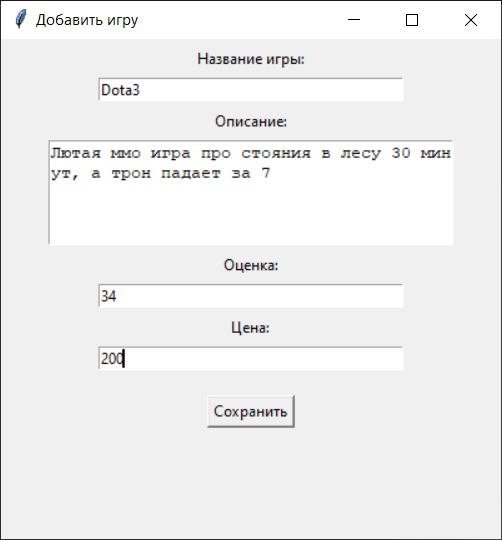 Добавить игру
Название игры:
Dota3
Описание:
Лютая ммо игра про стояния в лесу 30 мин
ут, а трон падает за 7
Оценка:
34
Цена:
200
Сохранить